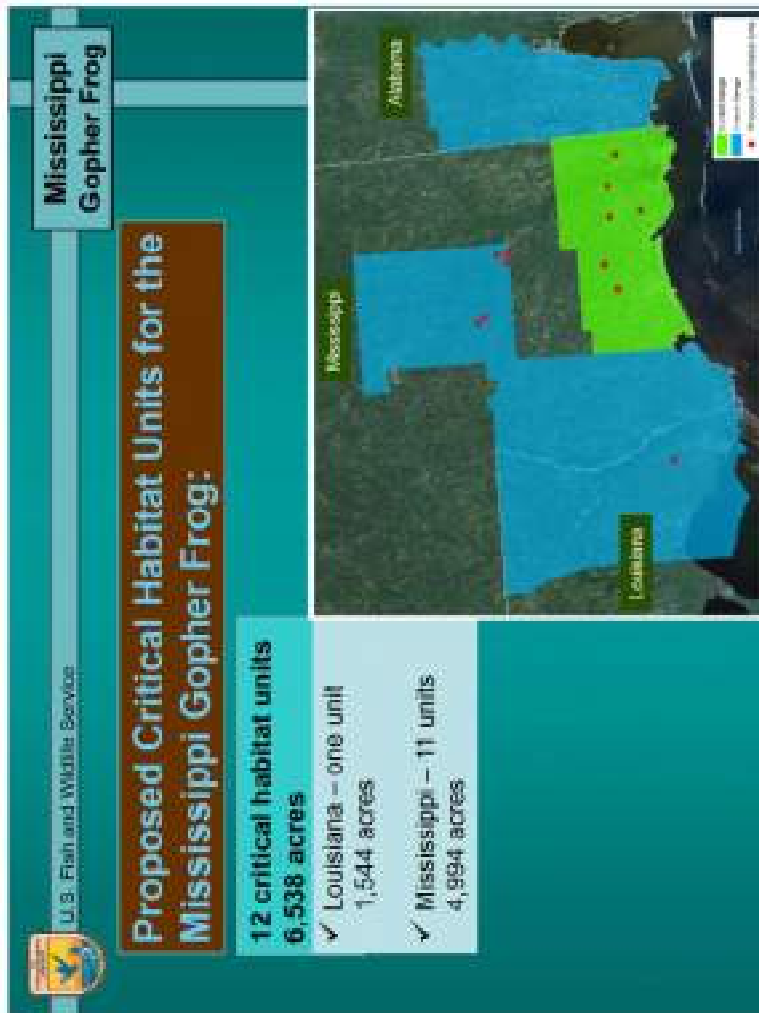 U.S. Fish and Wildlife Service
Mississippi
Gopher Frog
Proposed Critical Habitat Units for the
Mississippi Gopher Frog:
12 critical habitat units
6,538 acres
✓ Louisiana – one unit
1,544 acres
✓ Mississippi – 11 units
4,994 acres
Mississippi
Alabama
Louisiana